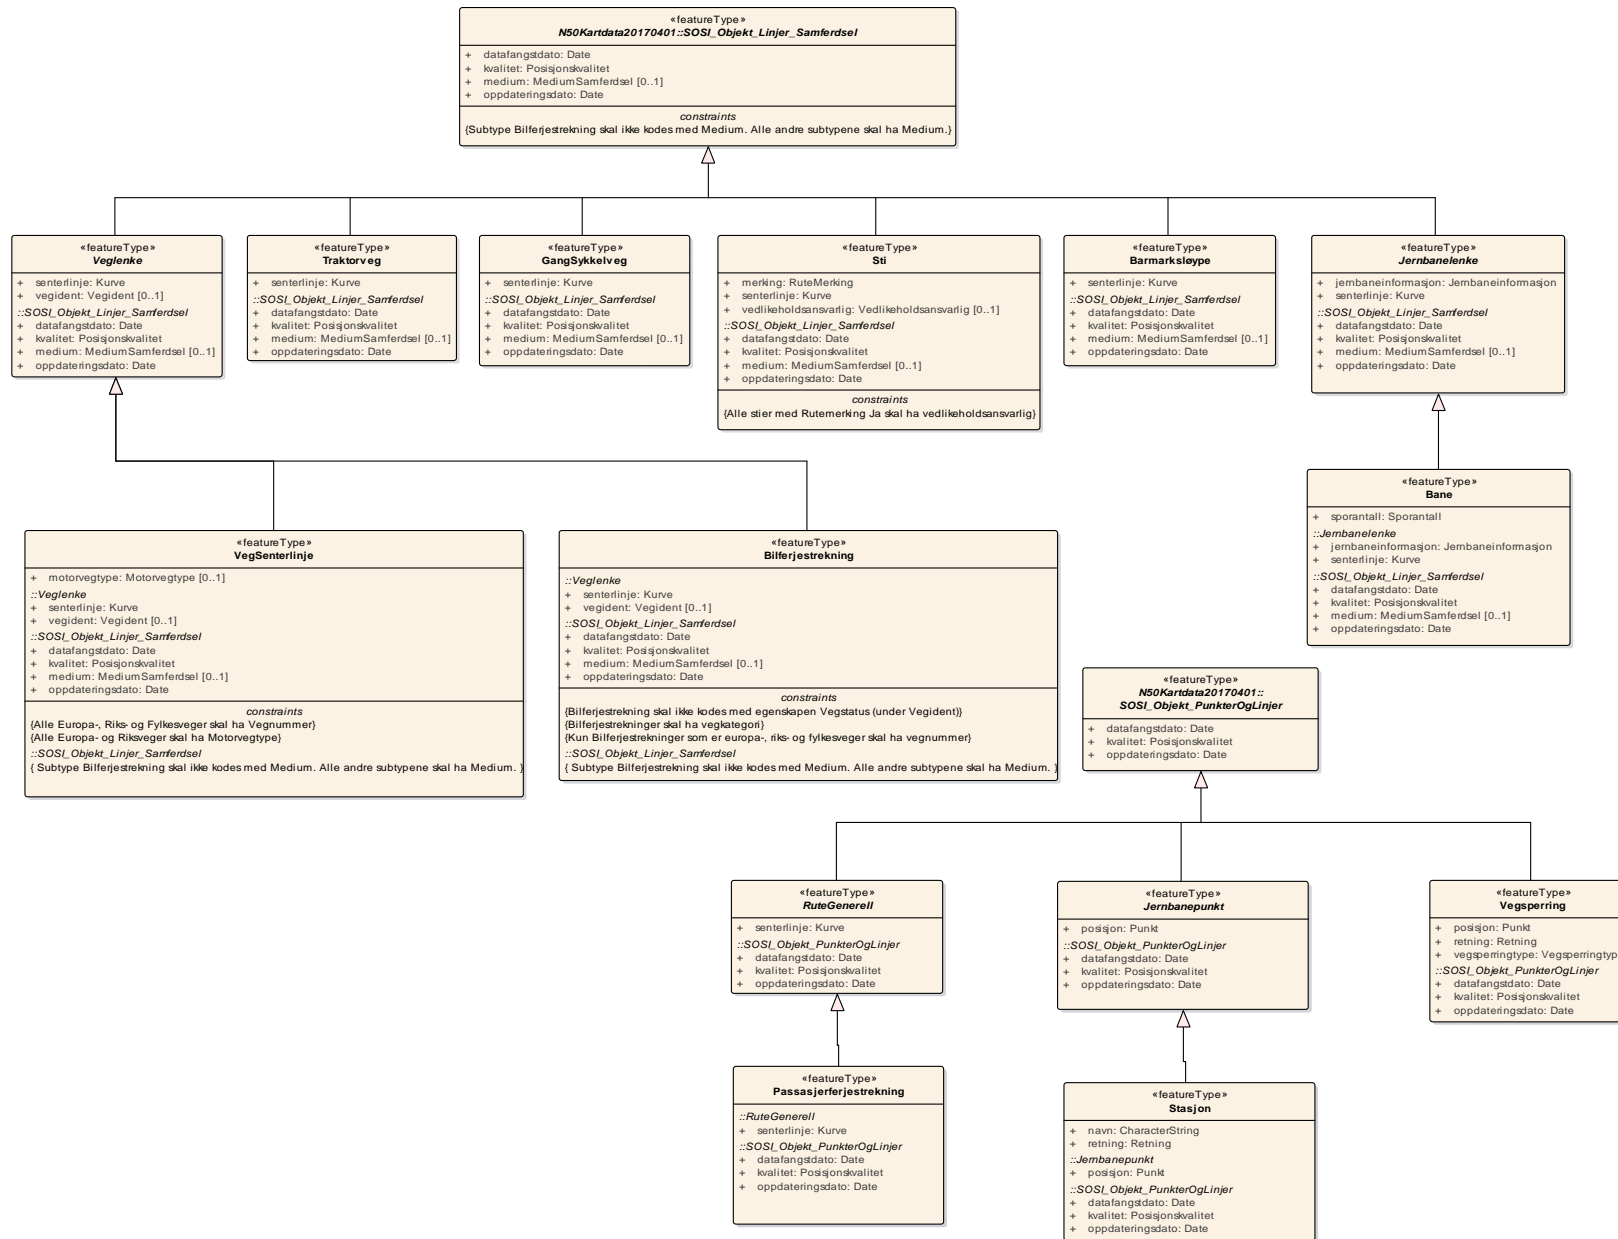 «featureType»
N50Kartdata20170401::SOSI_Objekt_Linjer_Samferdsel
+ datafangstdato: Date
+ kvalitet: Posisjonskvalitet
+ medium: MediumSamferdsel [0..1]
+ oppdateringsdato: Date
constraints
{Subtype Bilferjestrekning skal ikke kodes med Medium. Alle andre subtypene skal ha Medium.}
«featureType»
Veglenke
+ senterlinje: Kurve
+ vegident: Vegident [0..1]
::SOSI_Objekt_Linjer_Samferdsel
+ datafangstdato: Date
+ kvalitet: Posisjonskvalitet
+ medium: MediumSamferdsel [0..1]
+ oppdateringsdato: Date
«featureType»
Traktorveg
+ senterlinje: Kurve
::SOSI_Objekt_Linjer_Samferdsel
+ datafangstdato: Date
+ kvalitet: Posisjonskvalitet
+ medium: MediumSamferdsel [0..1]
+ oppdateringsdato: Date
«featureType»
GangSykkelveg
+ senterlinje: Kurve
::SOSI_Objekt_Linjer_Samferdsel
+ datafangstdato: Date
+ kvalitet: Posisjonskvalitet
+ medium: MediumSamferdsel [0..1]
+ oppdateringsdato: Date
«featureType»
Sti
+ merking: RuteMerking
+ senterlinje: Kurve
+ vedlikeholdsansvarlig: Vedlikeholdsansvarlig [0..1]
::SOSI_Objekt_Linjer_Samferdsel
+ datafangstdato: Date
+ kvalitet: Posisjonskvalitet
+ medium: MediumSamferdsel [0..1]
+ oppdateringsdato: Date
constraints
{Alle stier med Rutemerking Ja skal ha vedlikeholdsansvarlig}
«featureType»
Barmarksløype
+ senterlinje: Kurve
::SOSI_Objekt_Linjer_Samferdsel
+ datafangstdato: Date
+ kvalitet: Posisjonskvalitet
+ medium: MediumSamferdsel [0..1]
+ oppdateringsdato: Date
«featureType»
Jernbanelenke
+ jernbaneinformasjon: Jernbaneinformasjon
+ senterlinje: Kurve
::SOSI_Objekt_Linjer_Samferdsel
+ datafangstdato: Date
+ kvalitet: Posisjonskvalitet
+ medium: MediumSamferdsel [0..1]
+ oppdateringsdato: Date
«featureType»
Bane
+ sporantall: Sporantall
::Jernbanelenke
+ jernbaneinformasjon: Jernbaneinformasjon
+ senterlinje: Kurve
::SOSI_Objekt_Linjer_Samferdsel
+ datafangstdato: Date
+ kvalitet: Posisjonskvalitet
+ medium: MediumSamferdsel [0..1]
+ oppdateringsdato: Date
«featureType»
VegSenterlinje
+ motorvegtype: Motorvegtype [0..1]
::Veglenke
+ senterlinje: Kurve
+ vegident: Vegident [0..1]
::SOSI_Objekt_Linjer_Samferdsel
+ datafangstdato: Date
+ kvalitet: Posisjonskvalitet
+ medium: MediumSamferdsel [0..1]
+ oppdateringsdato: Date
constraints
{Alle Europa-, Riks- og Fylkesveger skal ha Vegnummer}
{Alle Europa- og Riksveger skal ha Motorvegtype}
::SOSI_Objekt_Linjer_Samferdsel
{ Subtype Bilferjestrekning skal ikke kodes med Medium. Alle andre subtypene skal ha Medium. }
«featureType»
Bilferjestrekning
::Veglenke
+ senterlinje: Kurve
+ vegident: Vegident [0..1]
::SOSI_Objekt_Linjer_Samferdsel
+ datafangstdato: Date
+ kvalitet: Posisjonskvalitet
+ medium: MediumSamferdsel [0..1]
+ oppdateringsdato: Date
constraints
{Bilferjestrekning skal ikke kodes med egenskapen Vegstatus (under Vegident)}
{Bilferjestrekninger skal ha vegkategori}
{Kun Bilferjestrekninger som er europa-, riks- og fylkesveger skal ha vegnummer}
::SOSI_Objekt_Linjer_Samferdsel
{ Subtype Bilferjestrekning skal ikke kodes med Medium. Alle andre subtypene skal ha Medium. }
«featureType»
N50Kartdata20170401::
SOSI_Objekt_PunkterOgLinjer
+ datafangstdato: Date
+ kvalitet: Posisjonskvalitet
+ oppdateringsdato: Date
«featureType»
RuteGenerell
+ senterlinje: Kurve
::SOSI_Objekt_PunkterOgLinjer
+ datafangstdato: Date
+ kvalitet: Posisjonskvalitet
+ oppdateringsdato: Date
«featureType»
Jernbanepunkt
+ posisjon: Punkt
::SOSI_Objekt_PunkterOgLinjer
+ datafangstdato: Date
+ kvalitet: Posisjonskvalitet
+ oppdateringsdato: Date
«featureType»
Vegsperring
+ posisjon: Punkt
+ retning: Retning
+ vegsperringtype: Vegsperringtyp
::SOSI_Objekt_PunkterOgLinjer
+ datafangstdato: Date
+ kvalitet: Posisjonskvalitet
+ oppdateringsdato: Date
«featureType»
Passasjerferjestrekning
::RuteGenerell
+ senterlinje: Kurve
::SOSI_Objekt_PunkterOgLinjer
+ datafangstdato: Date
+ kvalitet: Posisjonskvalitet
+ oppdateringsdato: Date
«featureType»
Stasjon
+ navn: CharacterString
+ retning: Retning
::Jernbanepunkt
+ posisjon: Punkt
::SOSI_Objekt_PunkterOgLinjer
+ datafangstdato: Date
+ kvalitet: Posisjonskvalitet
+ oppdateringsdato: Date